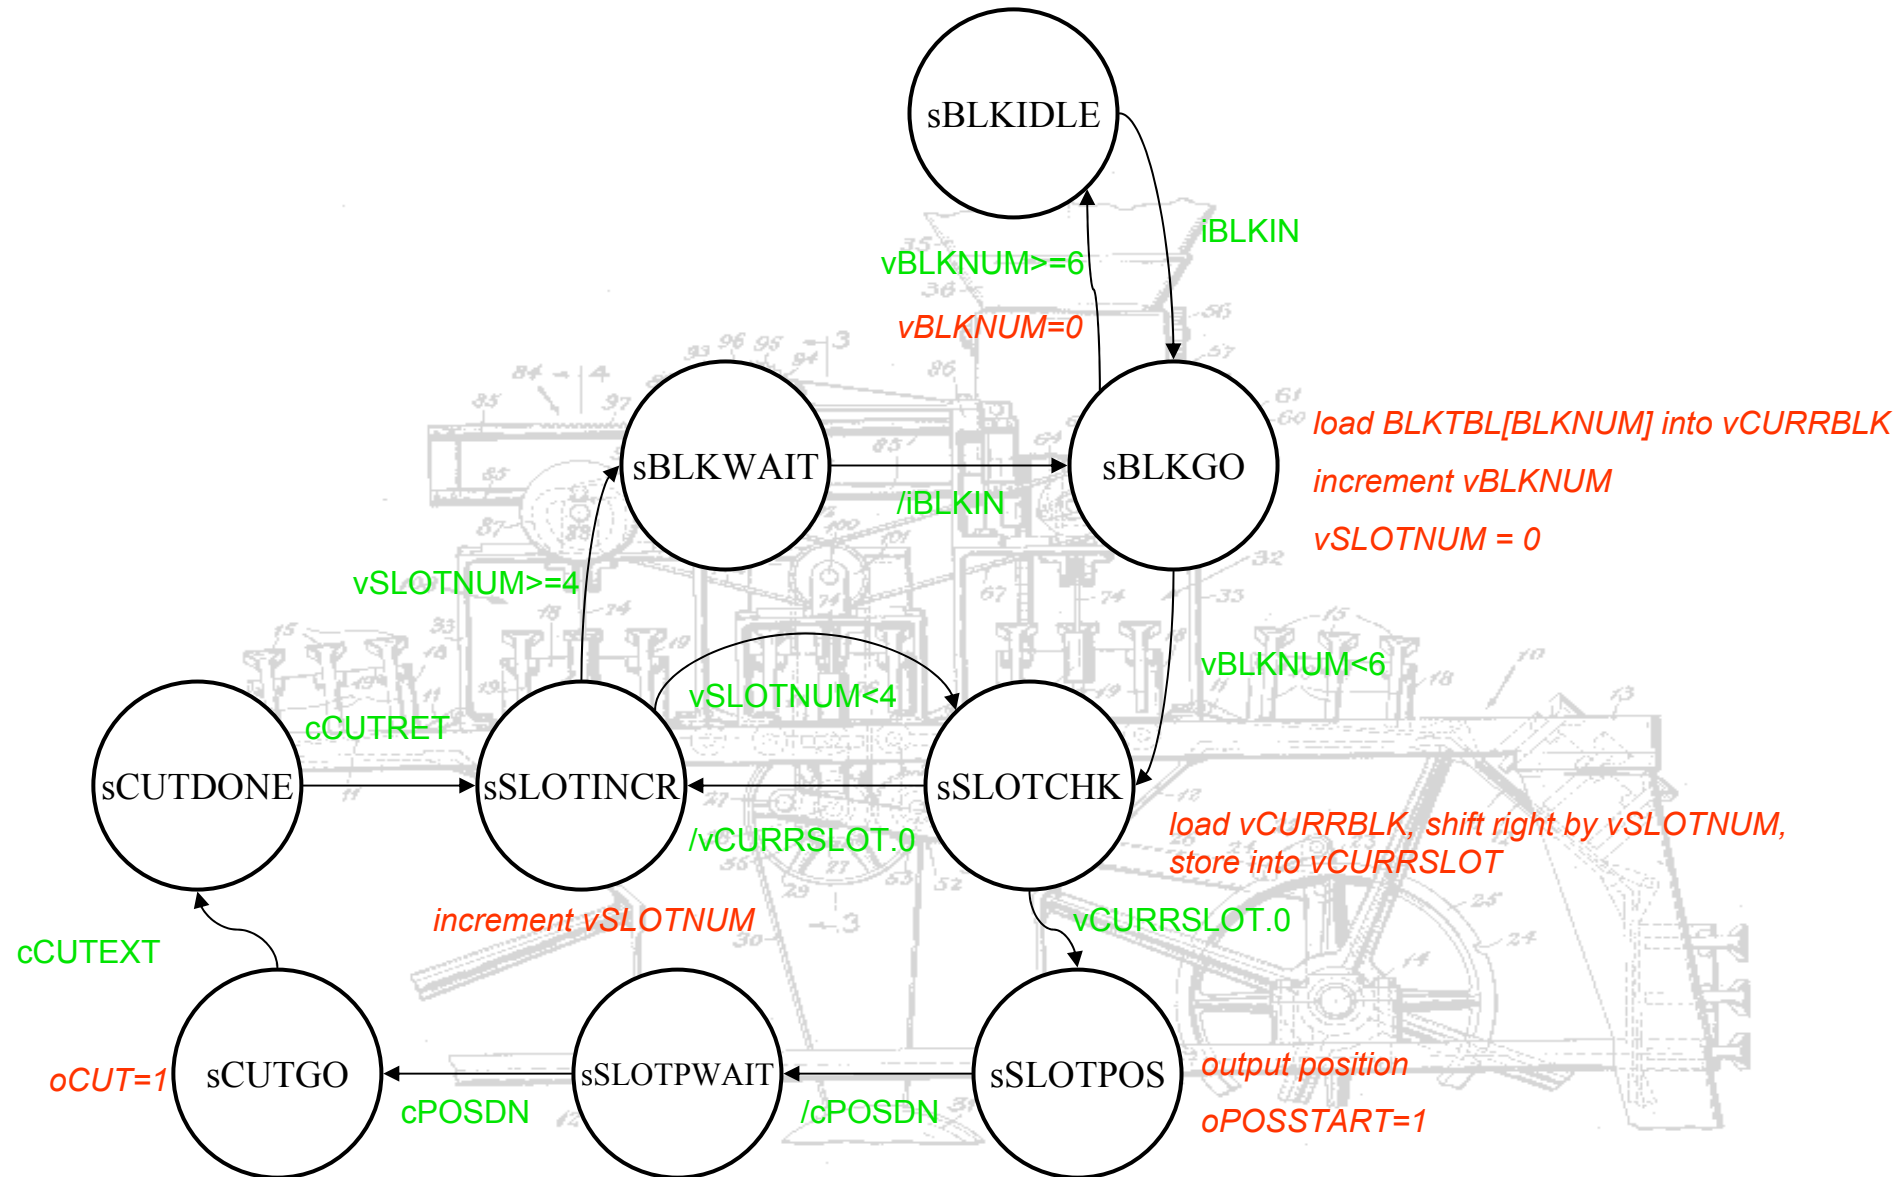 sBLKIDLE
iBLKIN
vBLKNUM>=6
vBLKNUM=0
sBLKWAIT
/iBLKIN
sBLKGO
load BLKTBL[BLKNUM] into vCURRBLK
increment vBLKNUM
vSLOTNUM = 0
vSLOTNUM>=4
vSLOTNUM<4
vBLKNUM<6
sCUTDONE
cCUTRET
sSLOTINCR
/vCURRSLOT.0
sSLOTCHK
load vCURRBLK, shift right by vSLOTNUM,
store into vCURRSLOT
increment vSLOTNUM
vCURRSLOT.0
cCUTEXT
oCUT=1
sCUTGO
cPOSDN
sSLOTPWAIT
/cPOSDN
sSLOTPOS
output position
oPOSSTART=1